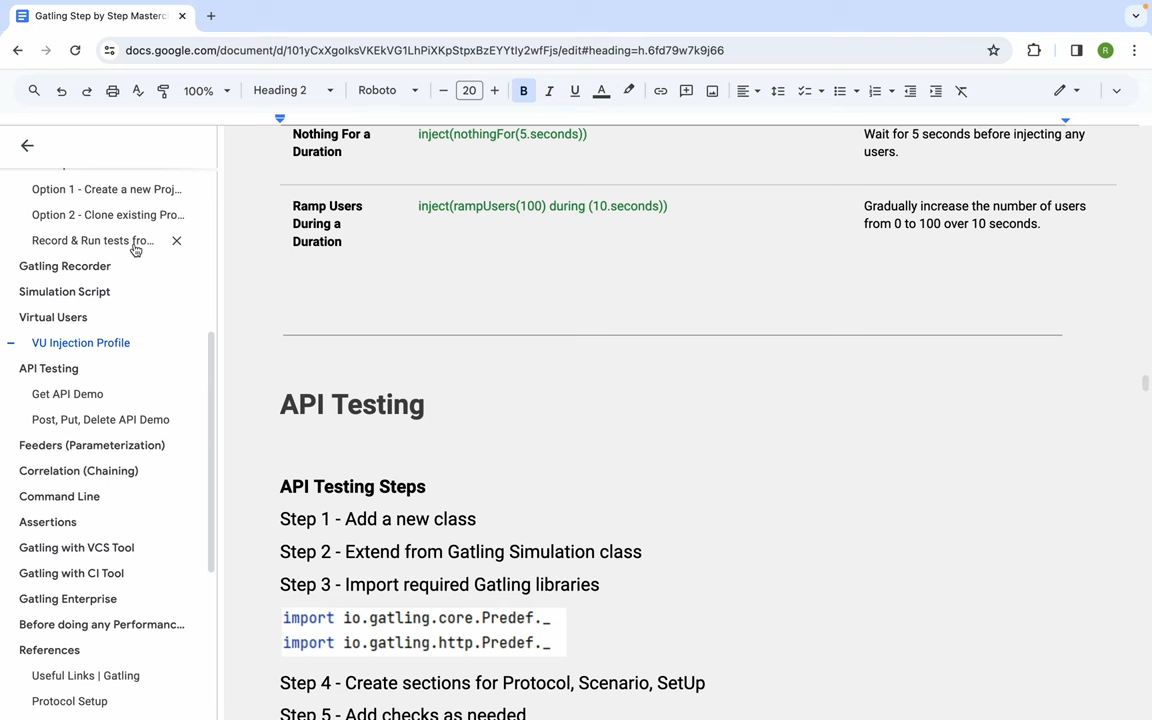 Gatling Step by Step Masterc
docs.google.com/document/d/101yCxXgoIksVKEkVG1LhPiXKpStpxBzEYYtIy2wfFjs/edit#heading=h.6fd79w7k9j66
R
100%
Heading 2
Roboto
20
B
I
U
A
Option 1 - Create a new Proj...
Option 2 - Clone existing Pro...
Record & Run tests fro...
Gatling Recorder
Simulation Script
Virtual Users
VU Injection Profile
API Testing
Get API Demo
Post, Put, Delete API Demo
Feeders (Parameterization)
Correlation (Chaining)
Command Line
Assertions
Gatling with VCS Tool
Gatling with CI Tool
Gatling Enterprise
Before doing any Performanc...
References
Useful Links | Gatling
Protocol Setup
Nothing For a
Duration
inject(nothingFor(5.seconds))
Wait for 5 seconds before injecting any
users.
Ramp Users
During a
Duration
inject(rampUsers(100) during (10.seconds))
Gradually increase the number of users
from 0 to 100 over 10 seconds.
API Testing
API Testing Steps
Step 1 - Add a new class
Step 2 - Extend from Gatling Simulation class
Step 3 - Import required Gatling libraries
import io.gatling.core.Predef._
import io.gatling.http.Predef._
Step 4 - Create sections for Protocol, Scenario, SetUp
Step 5 - Add checks as needed